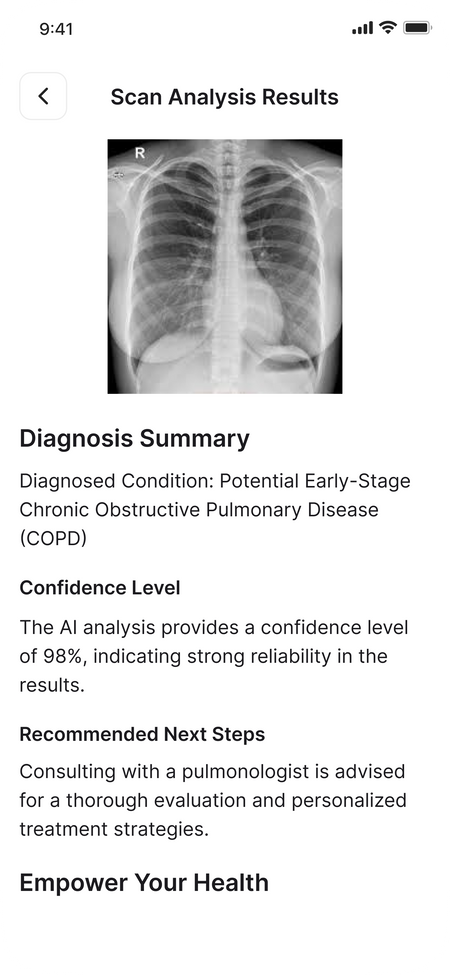 9:41
Scan Analysis Results
R
Diagnosis Summary
Diagnosed Condition: Potential Early-Stage
Chronic Obstructive Pulmonary Disease
(COPD)
Confidence Level
The AI analysis provides a confidence level
of 98%, indicating strong reliability in the
results.
Recommended Next Steps
Consulting with a pulmonologist is advised
for a thorough evaluation and personalized
treatment strategies.
Empower Your Health